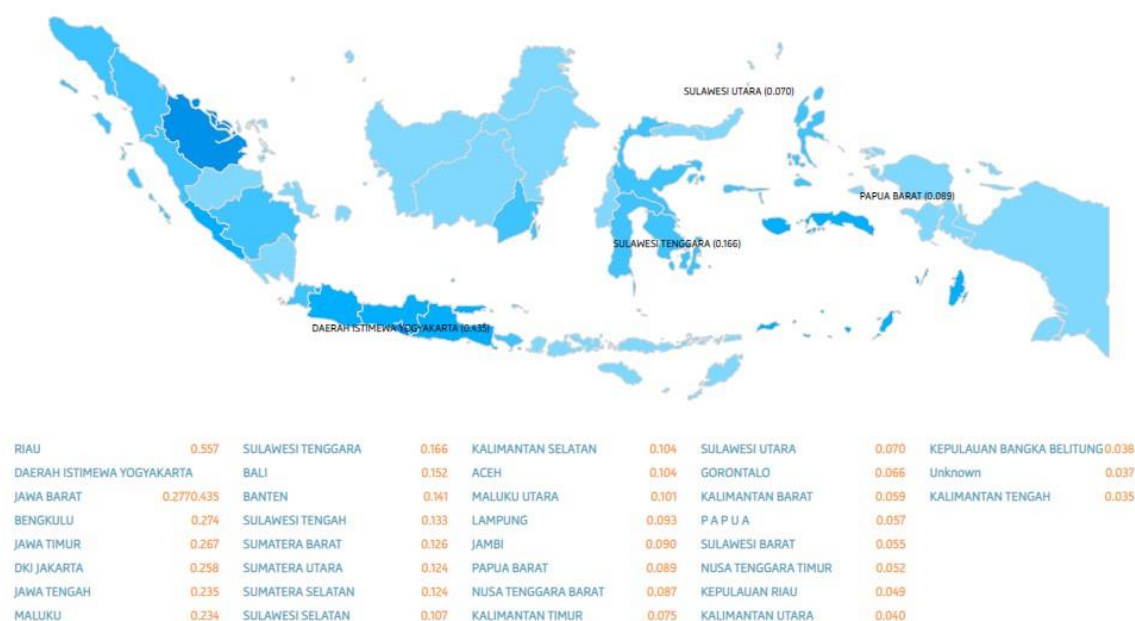 SULAWESI UTARA (0.070)
PAPUA BARAT (0.089)
SULAWESI TENGGARA (0.166)
DAERAH ISTIMEWA YOGYAKARTA (0.435)
RIAU 0.557
DAERAH ISTIMEWA YOGYAKARTA
JAWA BARAT 0.2770.435
BENGKULU 0.274
JAWA TIMUR 0.267
DKI JAKARTA 0.258
JAWA TENGAH 0.235
MALUKU 0.234
SULAWESI TENGGARA 0.166
BALI 0.152
BANTEN 0.141
SULAWESI TENGAH 0.133
SUMATERA BARAT 0.126
SUMATERA UTARA 0.124
SUMATERA SELATAN 0.124
SULAWESI SELATAN 0.107
KALIMANTAN SELATAN 0.104
ACEH 0.104
MALUKU UTARA 0.101
LAMPUNG 0.093
JAMBI 0.090
PAPUA BARAT 0.089
NUSA TENGGARA BARAT 0.087
KALIMANTAN TIMUR 0.075
SULAWESI UTARA 0.070
GORONTALO 0.066
KALIMANTAN BARAT 0.059
P A P U A 0.057
SULAWESI BARAT 0.055
NUSA TENGGARA TIMUR 0.052
KEPULAUAN RIAU 0.049
KALIMANTAN UTARA 0.040
KEPULAUAN BANGKA BELITUNG 0.038
Unknown 0.037
KALIMANTAN TENGAH 0.035